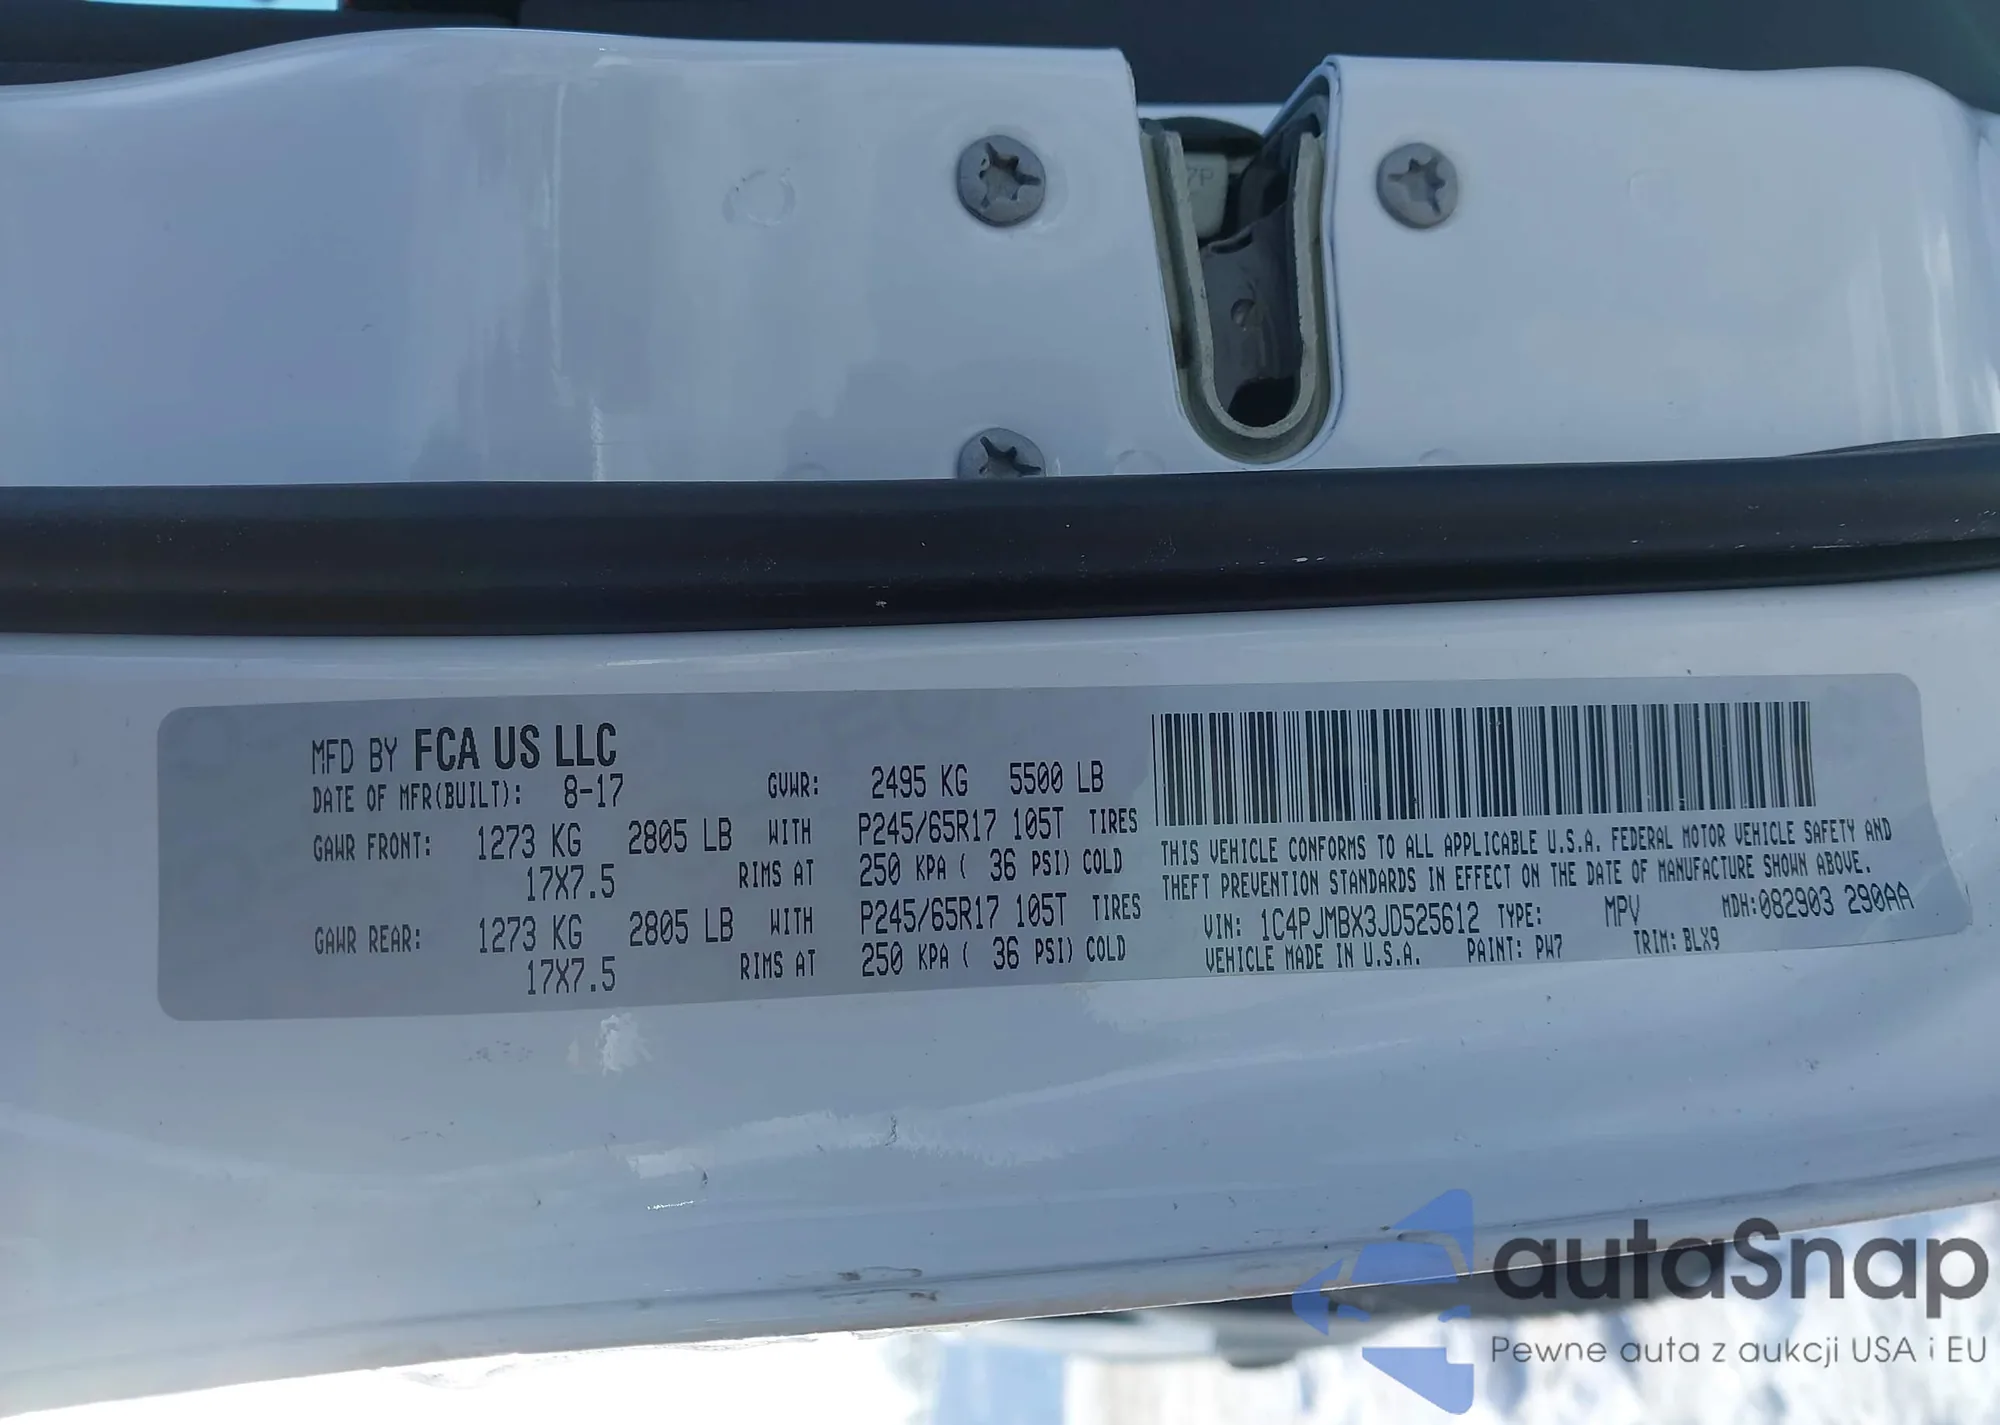 7P
MFD BY FCA US LLC
DATE OF MFR(BUILT): 8-17 GVWR: 2495 KG 5500 LB
GAWR FRONT: 1273 KG 2805 LB WITH P245/65R17 105T TIRES
17X7.5 RIMS AT 250 KPA ( 36 PSI) COLD
GAWR REAR: 1273 KG 2805 LB WITH P245/65R17 105T TIRES
17X7.5 RIMS AT 250 KPA ( 36 PSI) COLD
THIS VEHICLE CONFORMS TO ALL APPLICABLE U.S.A. FEDERAL MOTOR VEHICLE SAFETY AND
THEFT PREVENTION STANDARDS IN EFFECT ON THE DATE OF MANUFACTURE SHOWN ABOVE.
VIN: 1C4PJMBX3JD525612 TYPE: MPV MDH:082903 290AA
VEHICLE MADE IN U.S.A. PAINT: PW7 TRIM: BLX9
autaSnap
Pewne auta z aukcji USA i EU